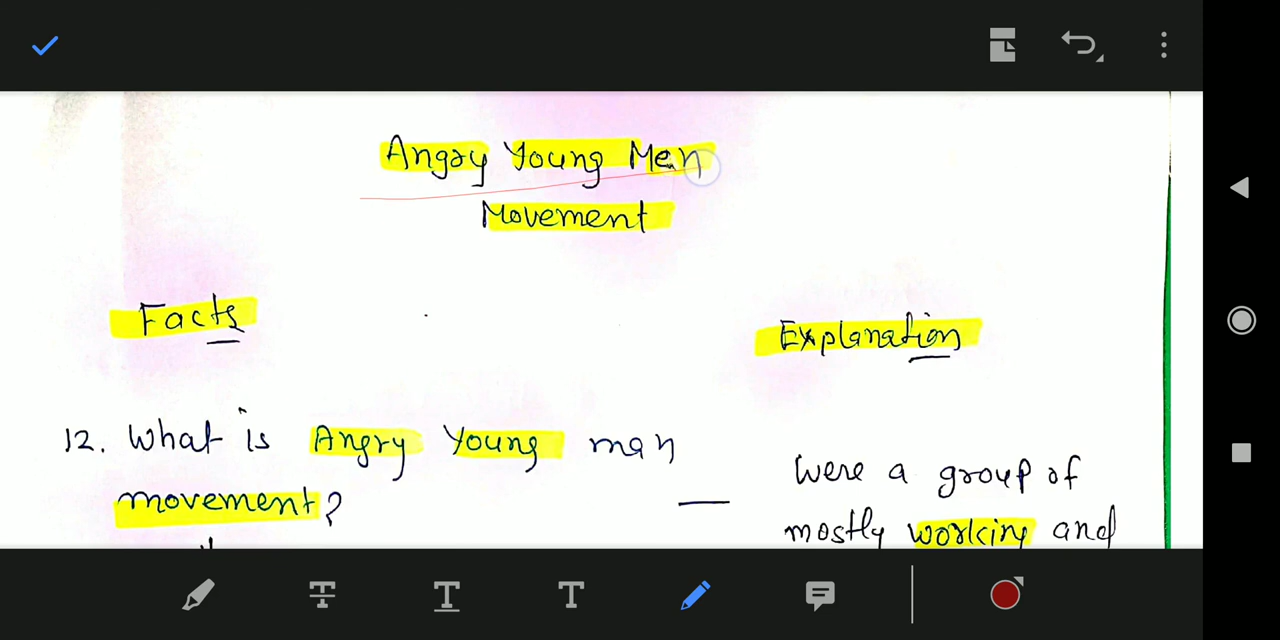 Angry Young Men
Movement
Facts
Explanation
12. What is Angry Young man
movement?
—
Were a group of
mostly working and